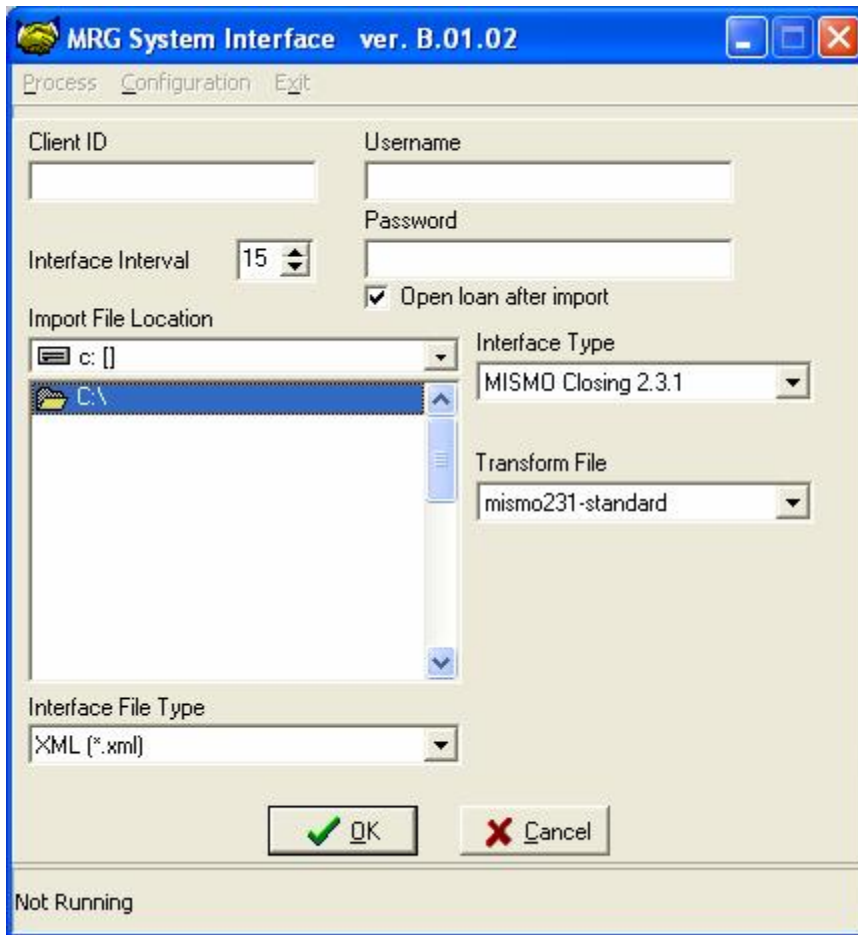 MRG System Interface ver. B.01.02
Process Configuration Exit
Client ID
Username
Password
Interface Interval 15
Open loan after import
Import File Location
c: []
C:\
Interface Type
MISMO Closing 2.3.1
Transform File
mismo231-standard
Interface File Type
XML (*.xml)
OK Cancel
Not Running